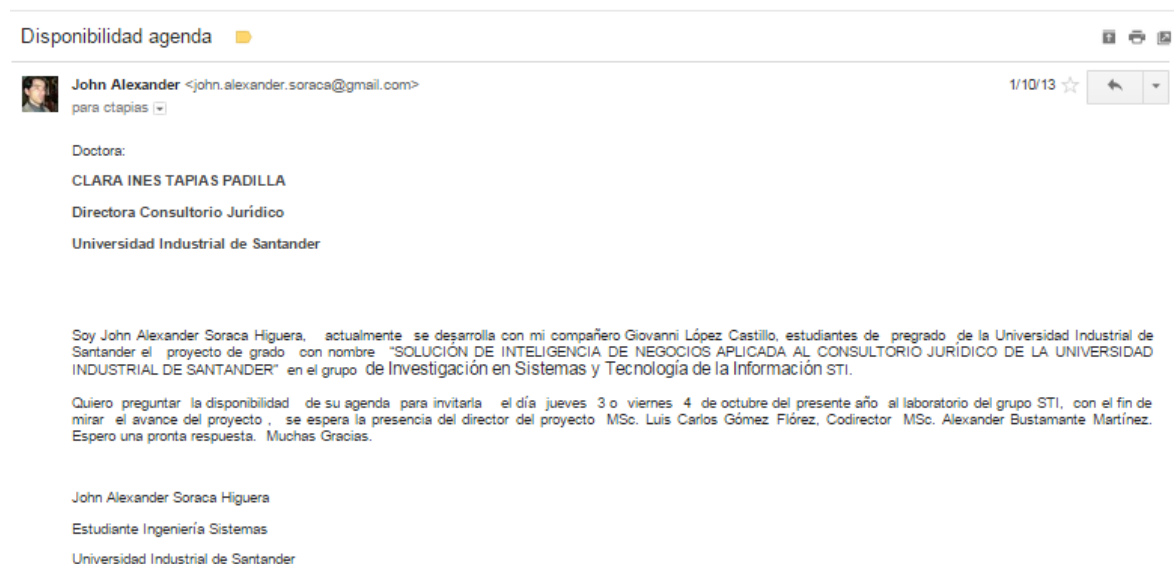 Disponibilidad agenda
John Alexander <john.alexander.soraca@gmail.com>
1/10/13
para ctapias
Doctora:
CLARA INES TAPIAS PADILLA
Directora Consultorio Jurídico
Universidad Industrial de Santander
Soy John Alexander Soraca Higuera, actualmente se desarrolla con mi compañero Giovanni López Castillo, estudiantes de pregrado de la Universidad Industrial de
Santander el proyecto de grado con nombre "SOLUCIÓN DE INTELIGENCIA DE NEGOCIOS APLICADA AL CONSULTORIO JURÍDICO DE LA UNIVERSIDAD
INDUSTRIAL DE SANTANDER" en el grupo de Investigación en Sistemas y Tecnología de la Información STI.
Quiero preguntar la disponibilidad de su agenda para invitarla el día jueves 3 o viernes 4 de octubre del presente año al laboratorio del grupo STI, con el fin de
mirar el avance del proyecto , se espera la presencia del director del proyecto MSc. Luis Carlos Gómez Flórez, Codirector MSc. Alexander Bustamante Martínez.
Espero una pronta respuesta. Muchas Gracias.
John Alexander Soraca Higuera
Estudiante Ingeniería Sistemas
Universidad Industrial de Santander